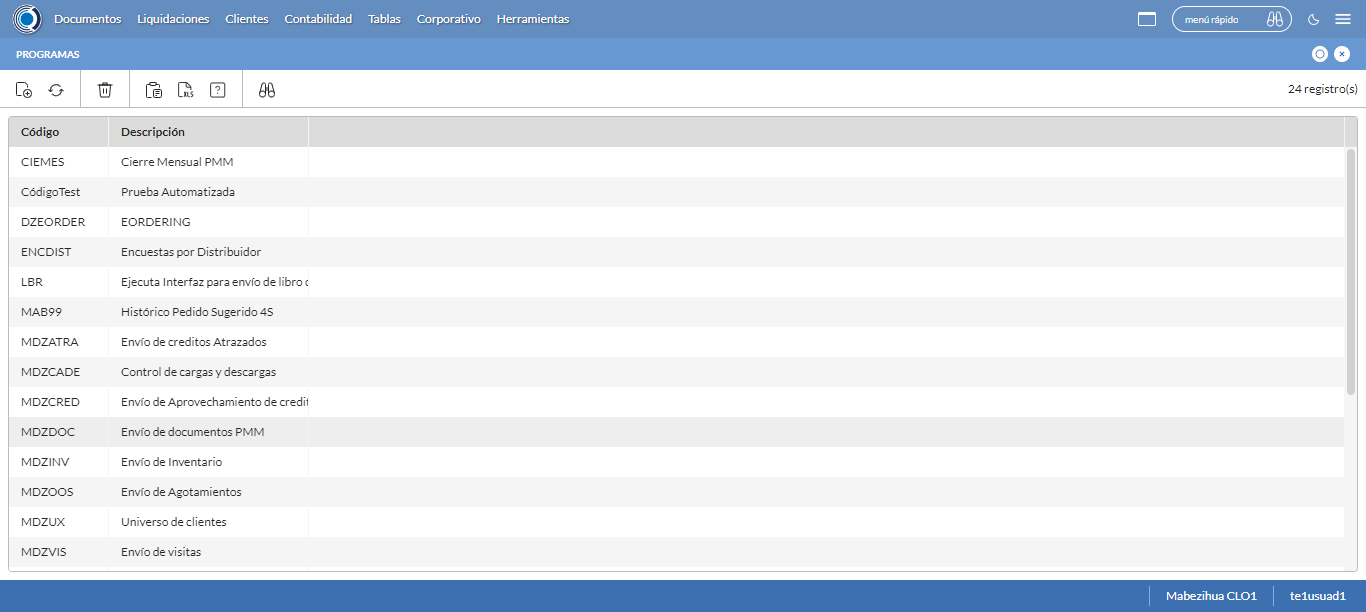 Documentos Liquidaciones Clientes Contabilidad Tablas Corporativo Herramientas menú rápido
PROGRAMAS
XLS ? 24 registro(s)
Código Descripción
CIEMES Cierre Mensual PMM
CódigoTest Prueba Automatizada
DZEORDER EORDERING
ENCDIST Encuestas por Distribuidor
LBR Ejecuta Interfaz para envío de libro
MAB99 Histórico Pedido Sugerido 4S
MDZATRA Envío de creditos Atrazados
MDZCADE Control de cargas y descargas
MDZCRED Envío de Aprovechamiento de credit
MDZDOC Envío de documentos PMM
MDZINV Envío de Inventario
MDZOOS Envío de Agotamientos
MDZUX Universo de clientes
MDZVIS Envío de visitas
Mabezihua CLO1 te1usuad1